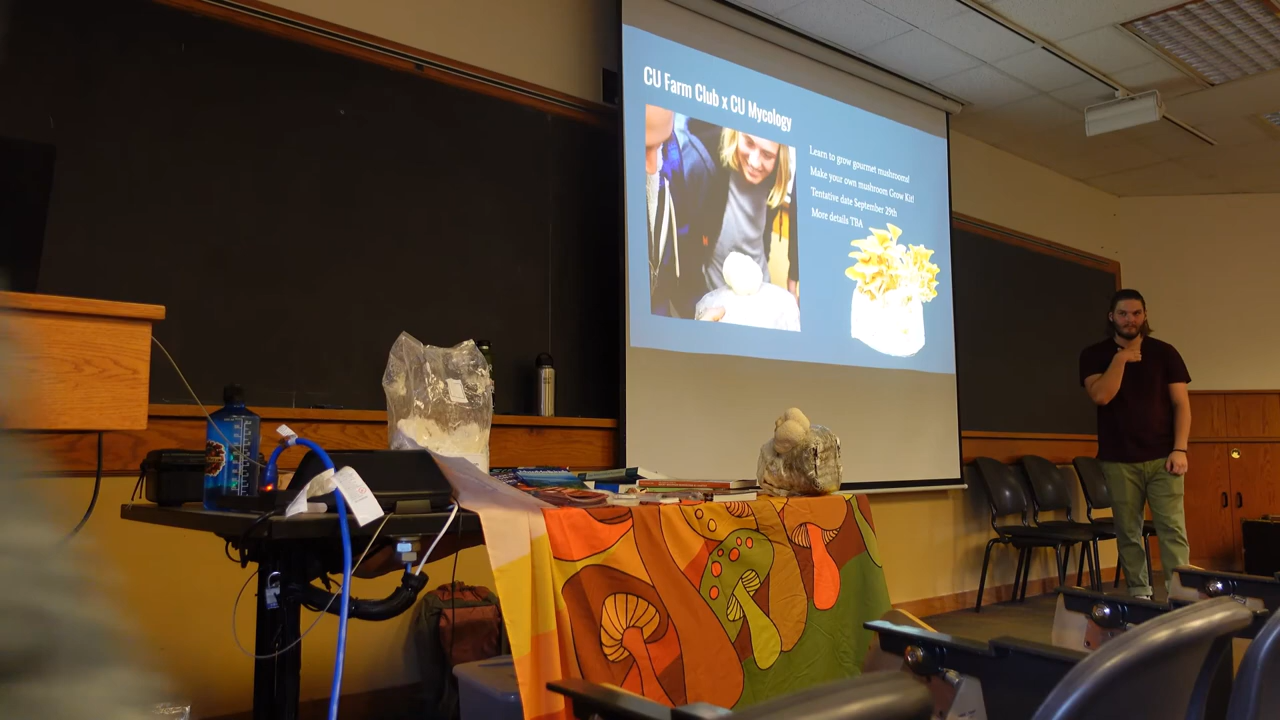 CU Farm Club x CU Mycology
Learn to grow gourmet mushrooms!
Make your own mushroom Grow Kit!
Tentative date September 29th
More details TBA